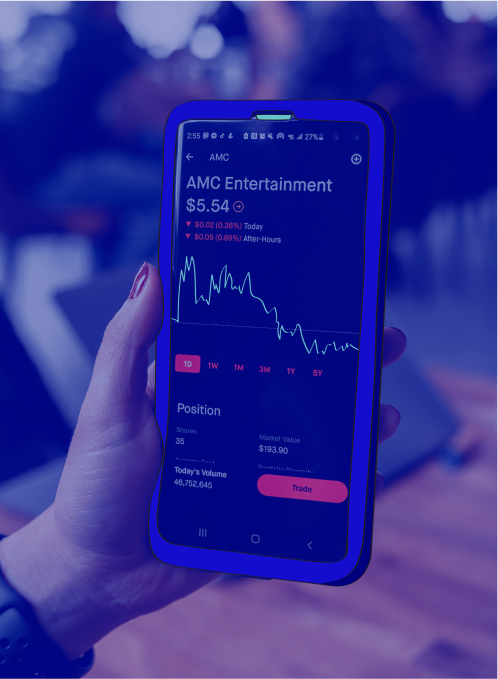 2:55
27%
AMC
AMC Entertainment
$5.54
$0.02 (0.36%) Today
$0.05 (0.89%) After-Hours
1D 1W 1M 3M 1Y 5Y
Position
Shares Market Value
35 $193.90
Today's Volume
46,752,645
Trade